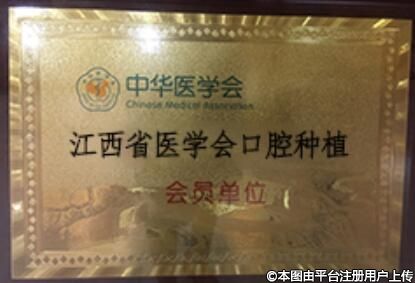 中华医学会
Chinese Medical Association
江西省医学会口腔种植
会员单位
©本图由平台注册用户上传